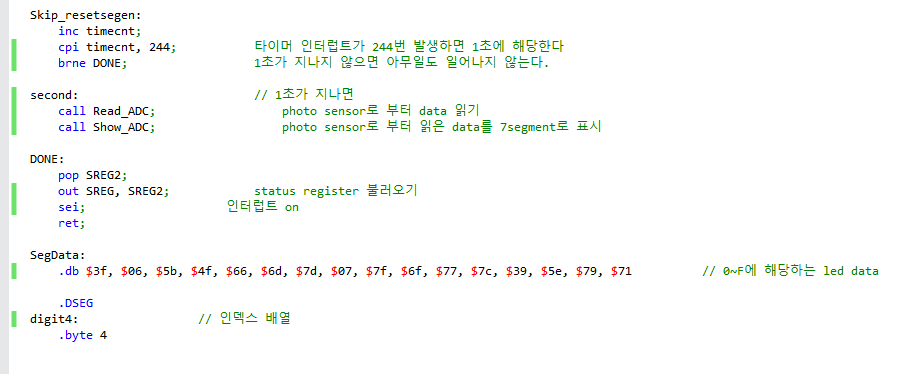 Skip_resetsegen:
inc timecnt;
cpi timecnt, 244; 타이머 인터럽트가 244번 발생하면 1초에 해당한다
brne DONE; 1초가 지나지 않으면 아무일도 일어나지 않는다.
second: // 1초가 지나면
call Read_ADC; photo sensor로 부터 data 읽기
call Show_ADC; photo sensor로 부터 읽은 data를 7segment로 표시
DONE:
pop SREG2;
out SREG, SREG2; status register 불러오기
sei; 인터럽트 on
ret;
SegData:
.db $3f, $06, $5b, $4f, $66, $6d, $7d, $07, $7f, $6f, $77, $7c, $39, $5e, $79, $71 // 0~F에 해당하는 led data
.DSEG
digit4: // 인덱스 배열
.byte 4